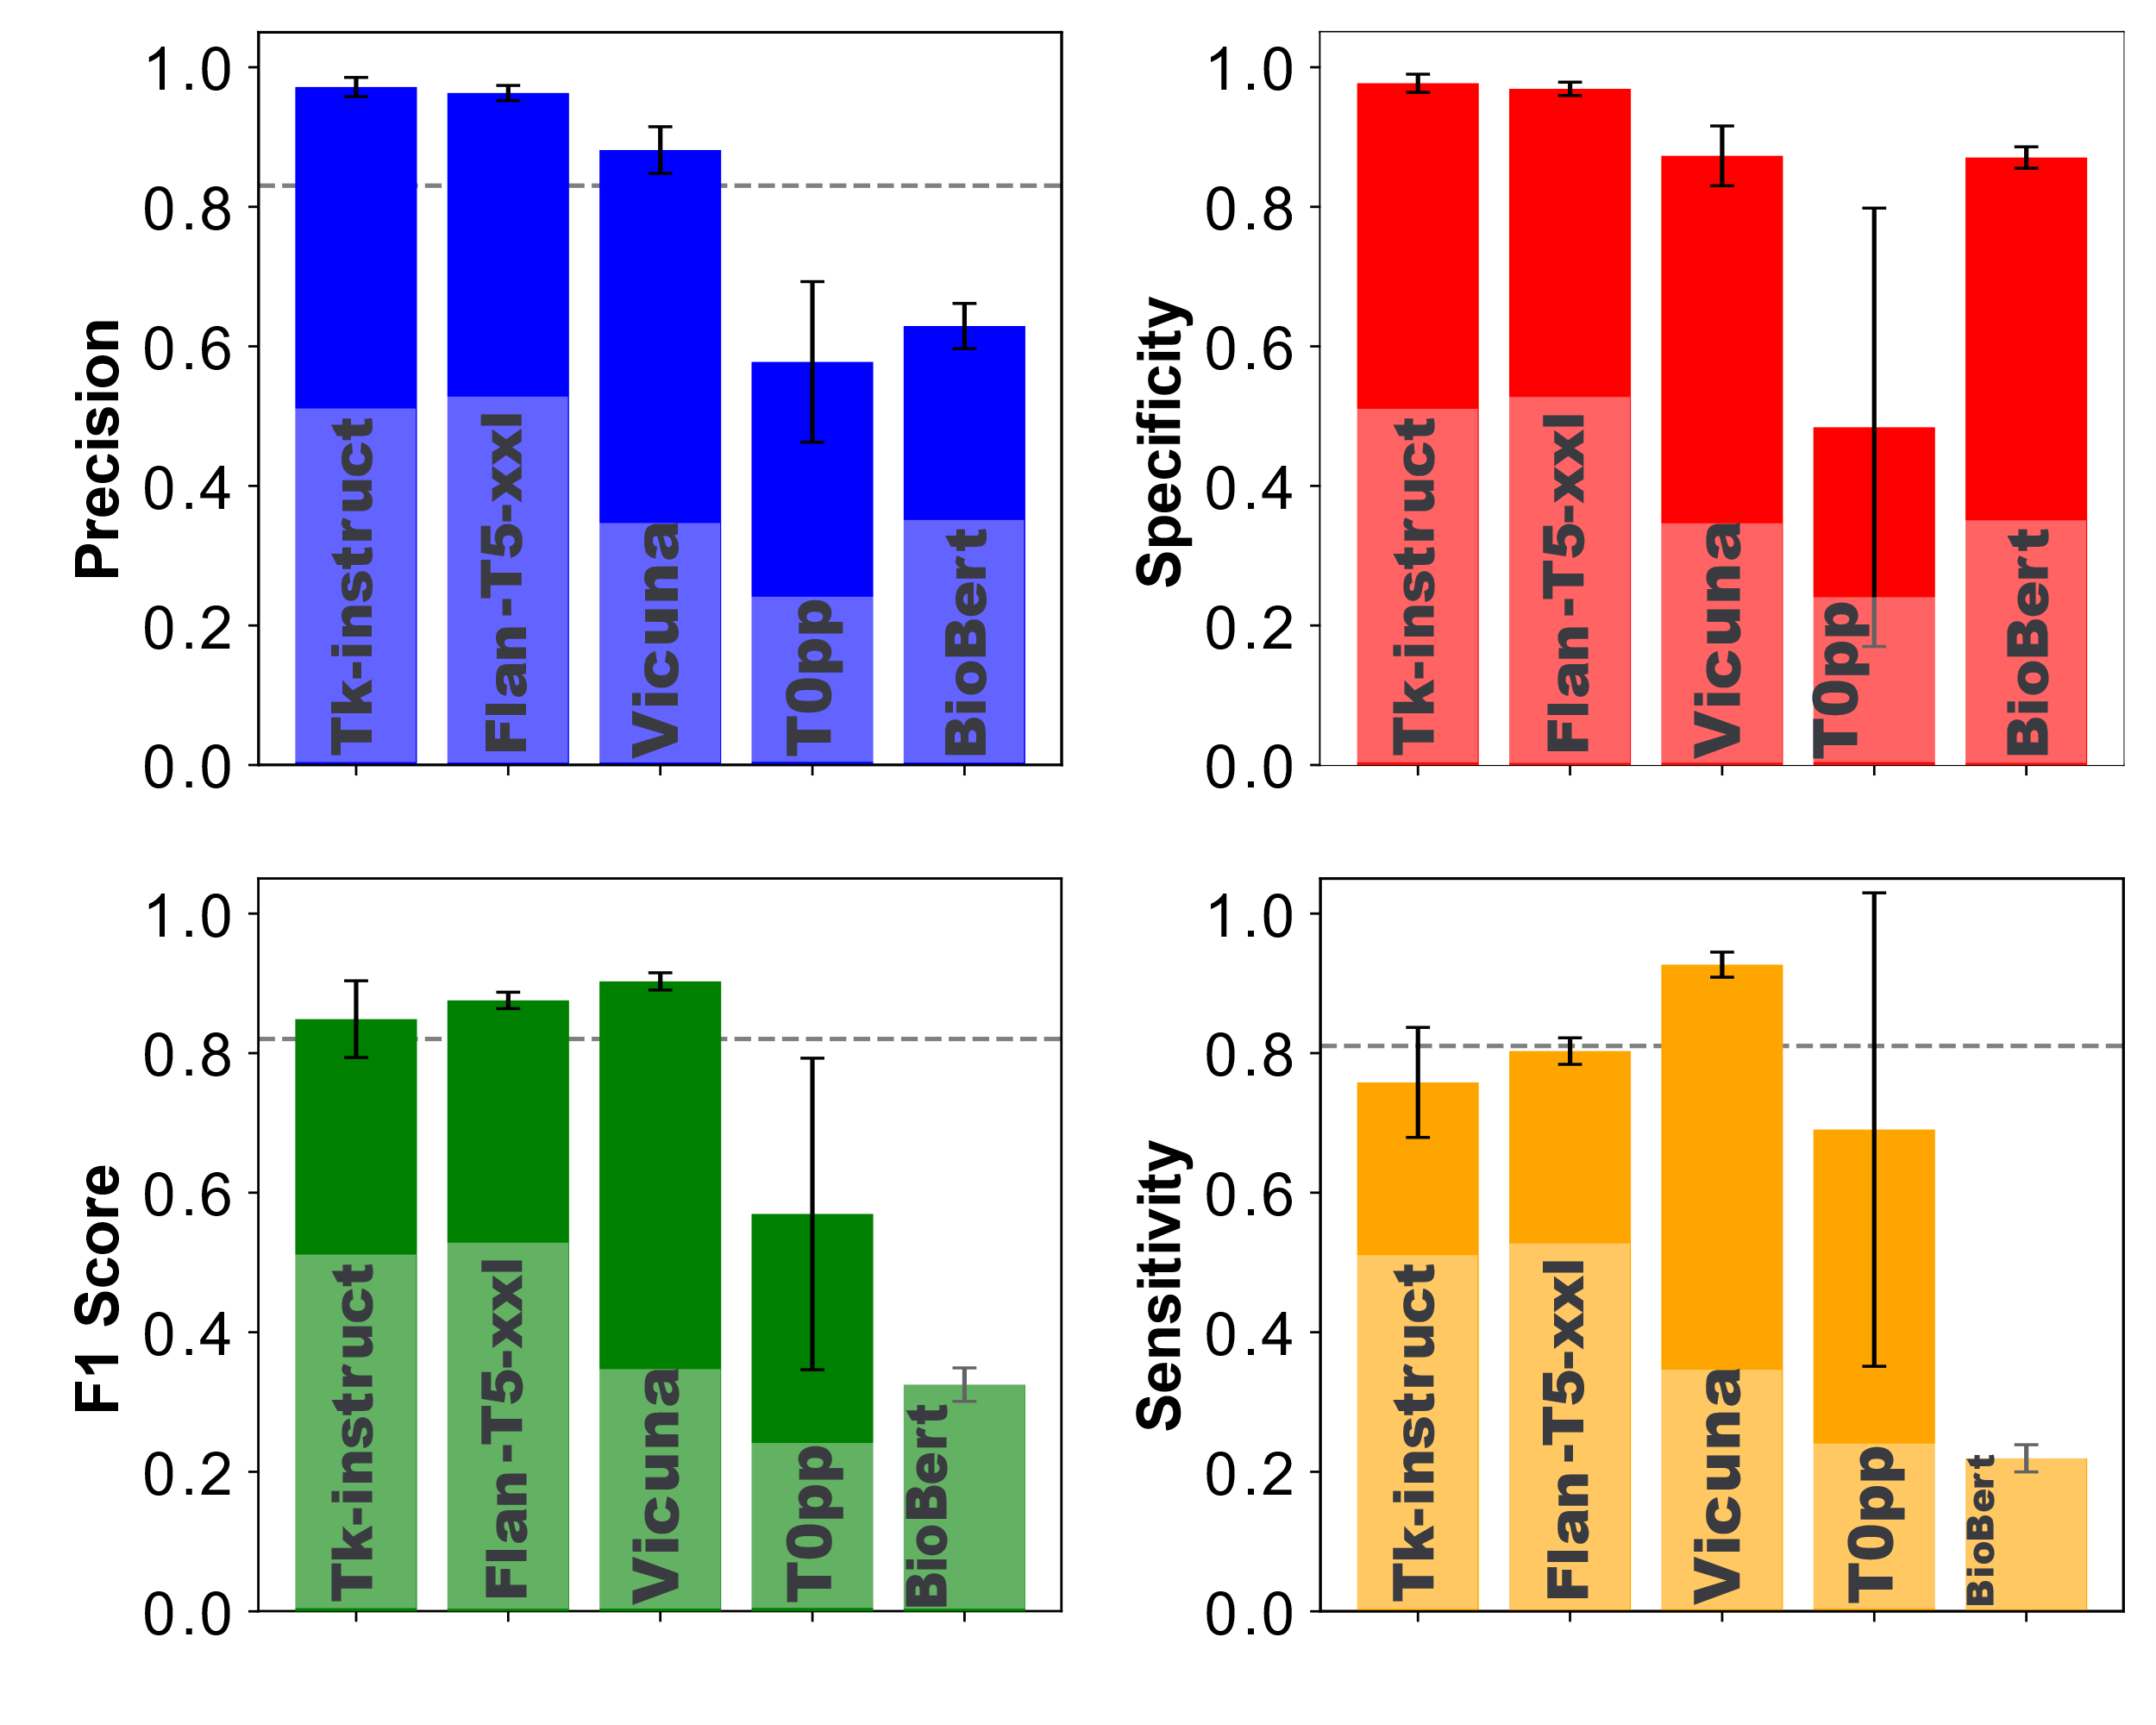 Precision
1.0
0.8
0.6
0.4
0.2
0.0
Tk-instruct
Flan-T5-xxl
Vicuna
T0pp
BioBert
Specificity
1.0
0.8
0.6
0.4
0.2
0.0
Tk-instruct
Flan-T5-xxl
Vicuna
T0pp
BioBert
F1 Score
1.0
0.8
0.6
0.4
0.2
0.0
Tk-instruct
Flan-T5-xxl
Vicuna
T0pp
BioBert
Sensitivity
1.0
0.8
0.6
0.4
0.2
0.0
Tk-instruct
Flan-T5-xxl
Vicuna
T0pp
BioBert